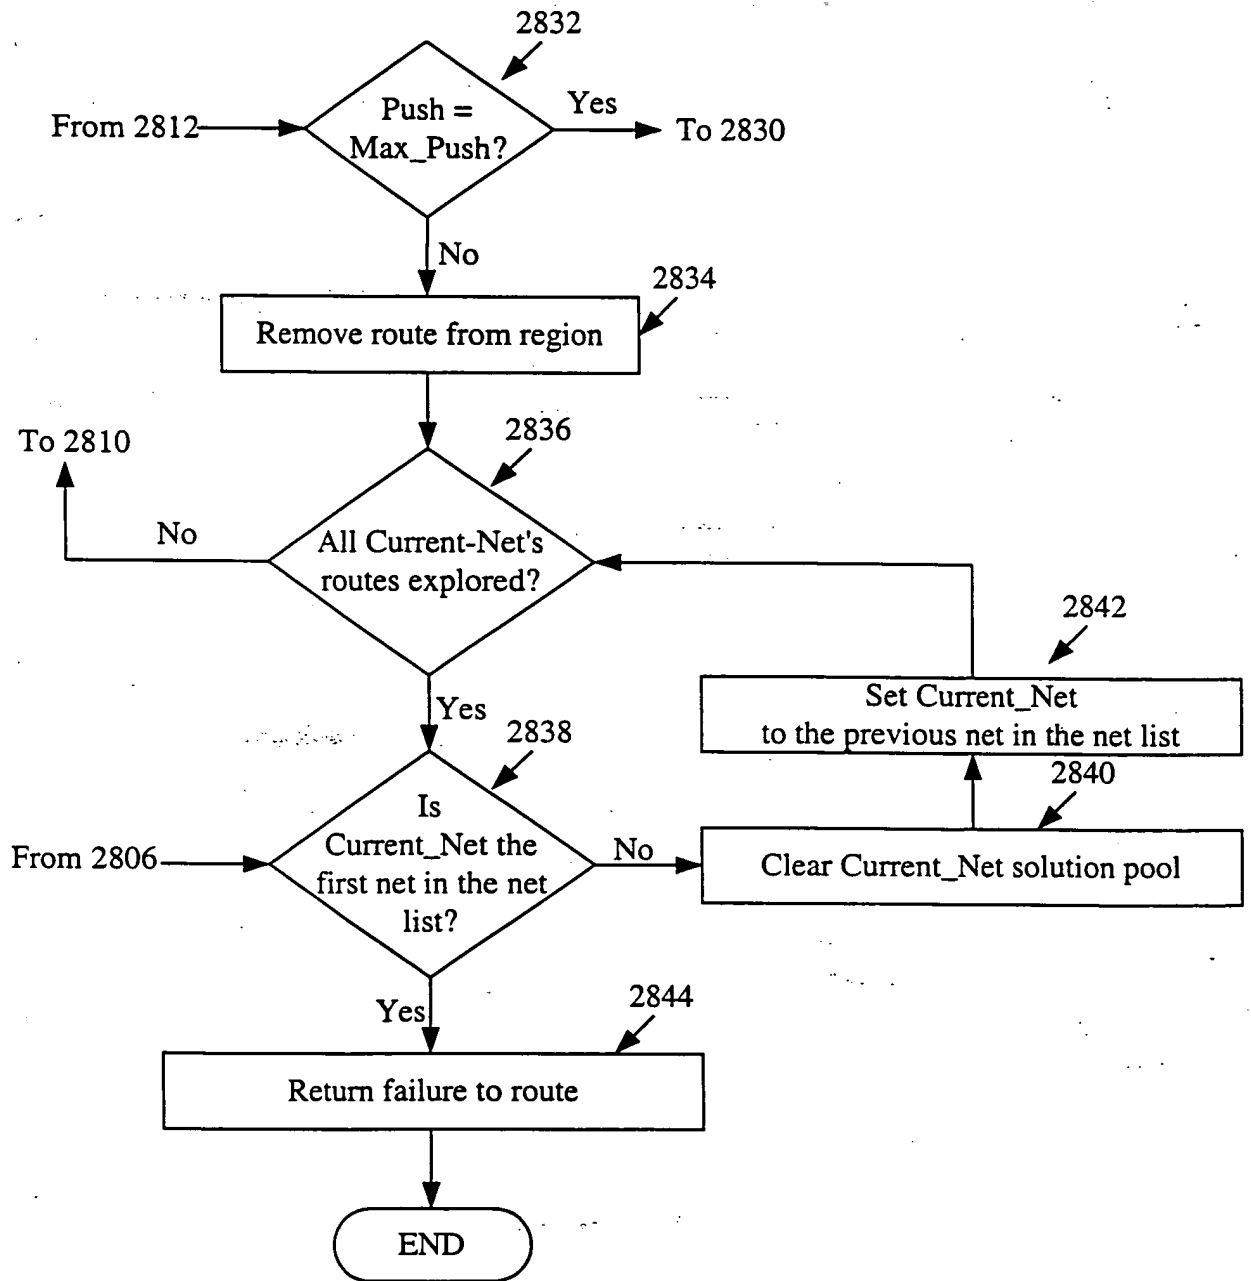 2832
Push =
Max_Push?
Yes
From 2812
To 2830
No
2834
Remove route from region
2836
To 2810
No
All Current-Net's
routes explored?
2842
Set Current_Net
to the previous net in the net list
Yes
2838
2840
Is
Current_Net the
first net in the net
list?
From 2806
No
Clear Current_Net solution pool
Yes
2844
Return failure to route
END